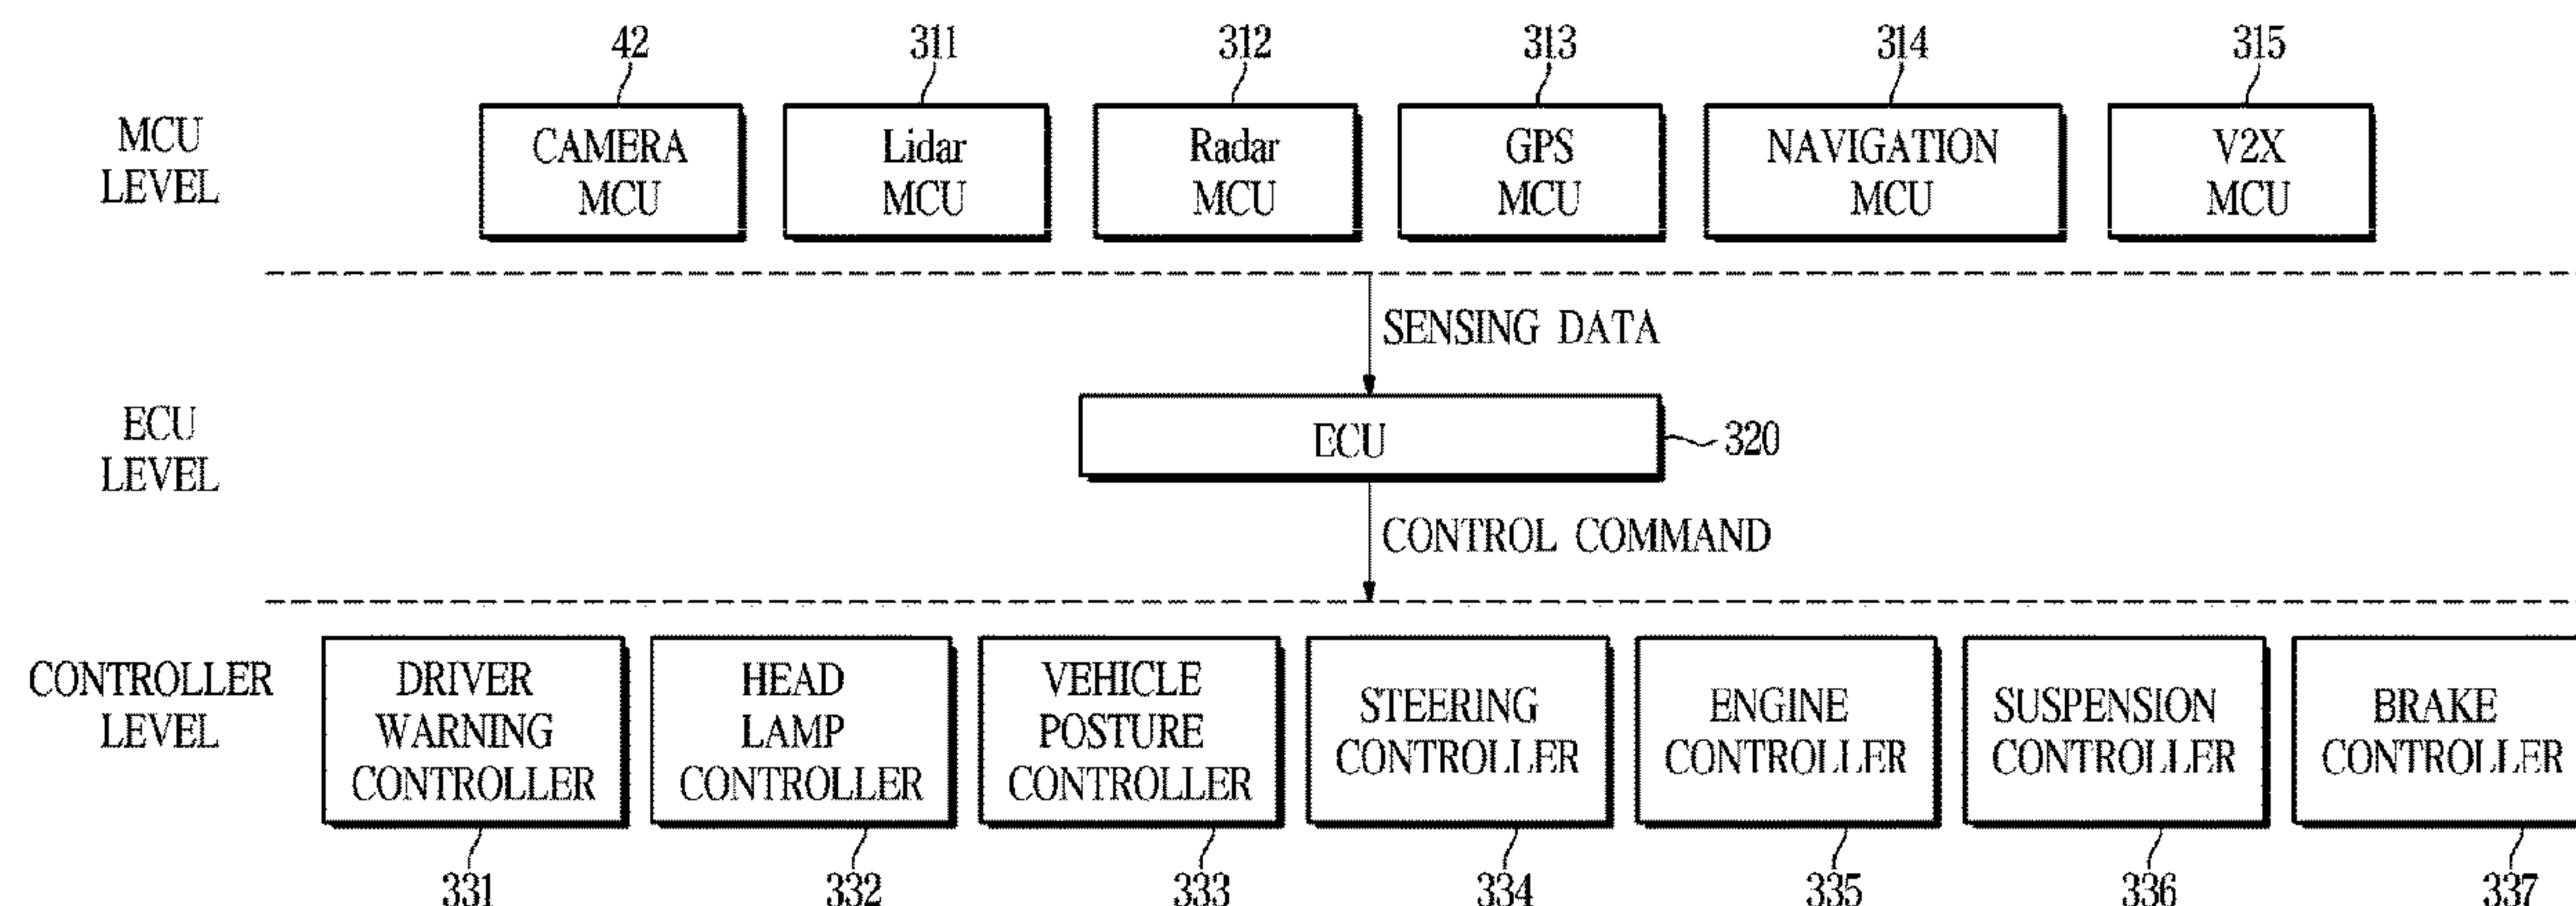 42 311 312 313 314 315
MCU
LEVEL
CAMERA
MCU
Lidar
MCU
Radar
MCU
GPS
MCU
NAVIGATION
MCU
V2X
MCU
SENSING DATA
ECU
LEVEL
ECU
320
CONTROL COMMAND
CONTROLLER
LEVEL
DRIVER
WARNING
CONTROLLER
HEAD
LAMP
CONTROLLER
VEHICLE
POSTURE
CONTROLLER
STEERING
CONTROLLER
ENGINE
CONTROLLER
SUSPENSION
CONTROLLER
BRAKE
CONTROLLER
331 332 333 334 335 336 337